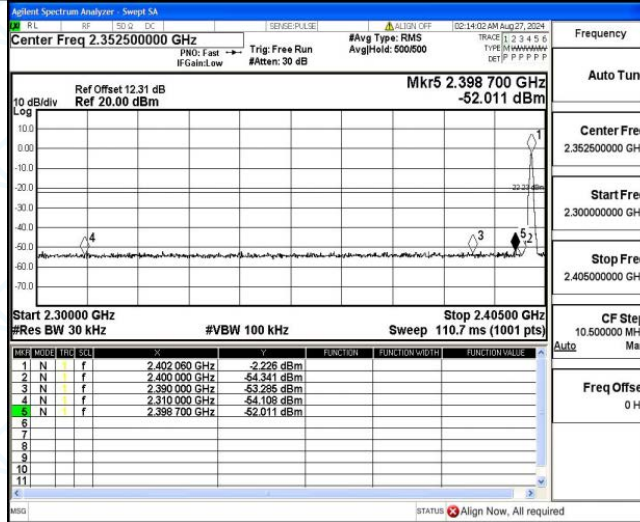 Agilent Spectrum Analyzer - Swept SA
RL RF 50 Ω DC SENSE:PULSE ALIGN OFF 02:14:02 AM Aug 27, 2024
Center Freq 2.352500000 GHz
PNO: Fast
IFGain:Low
Trig: Free Run
#Atten: 30 dB
#Avg Type: RMS
Avg|Hold: 500/500
TRACE 1 2 3 4 5 6
TYPE M WWWWW
DET P P P P P P
Ref Offset 12.31 dB
Ref 20.00 dBm
10 dB/div
Log
Mkr5 2.398 700 GHz
-52.011 dBm
10.0
0.00
-10.0
-20.0
-30.0
-40.0
-50.0
-60.0
-70.0
1
4
3
5
2
Start 2.30000 GHz
#Res BW 30 kHz
#VBW 100 kHz
Stop 2.40500 GHz
Sweep 110.7 ms (1001 pts)
MKR MODE TRC SCL X Y FUNCTION FUNCTION WIDTH FUNCTION VALUE
1 N 1 f 2.402 060 GHz -2.226 dBm
2 N 1 f 2.400 000 GHz -54.341 dBm
3 N 1 f 2.390 000 GHz -53.285 dBm
4 N 1 f 2.310 000 GHz -54.108 dBm
5 N 1 f 2.398 700 GHz -52.011 dBm
6
7
8
9
10
11
MSG
STATUS Align Now, All required
Frequency
Auto Tun
Center Fre
2.352500000 GH
Start Fre
2.300000000 GH
Stop Fre
2.405000000 GH
CF Step
10.500000 MH
Auto Ma
Freq Offse
0 H